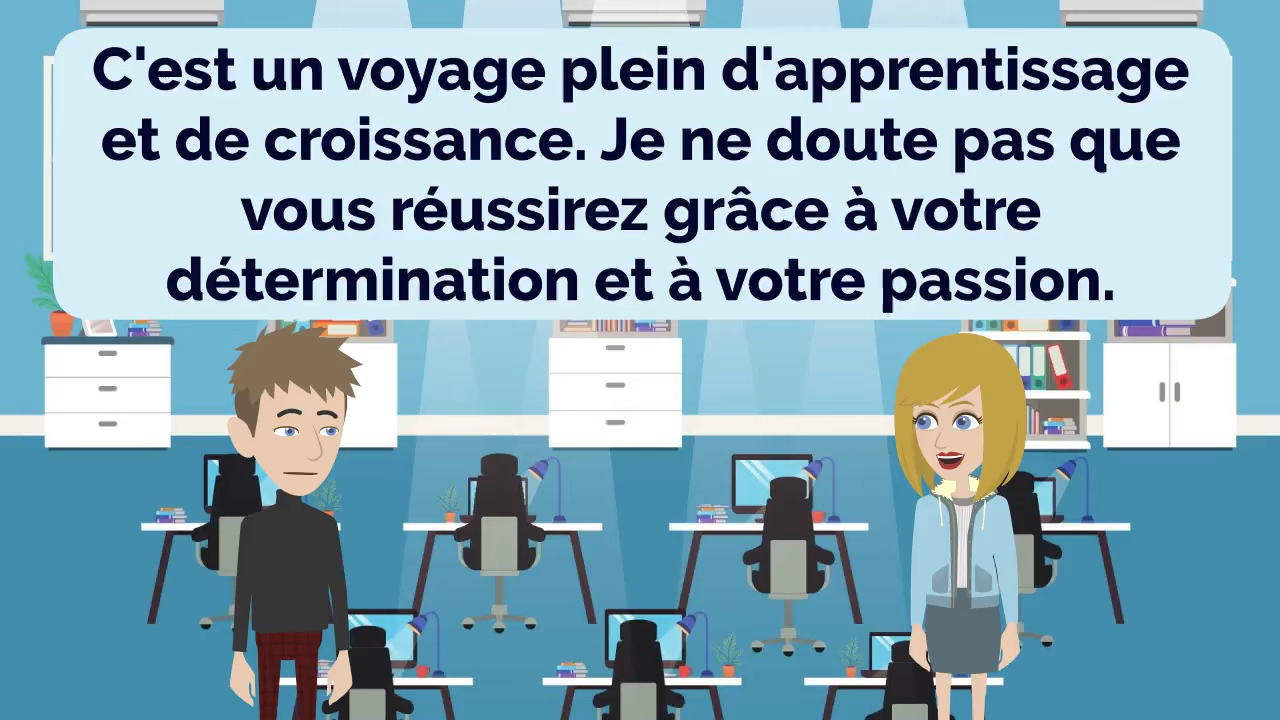 C'est un voyage plein d'apprentissage
et de croissance. Je ne doute pas que
vous réussirez grâce à votre
détermination et à votre passion.